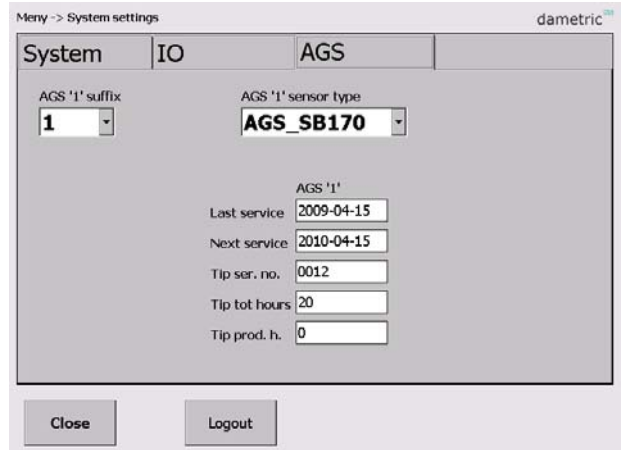 Meny -> System settings
dametric™
System IO AGS
AGS '1' suffix AGS '1' sensor type
1 AGS_SB170
AGS '1'
Last service 2009-04-15
Next service 2010-04-15
Tip ser. no. 0012
Tip tot hours 20
Tip prod. h. 0
Close Logout